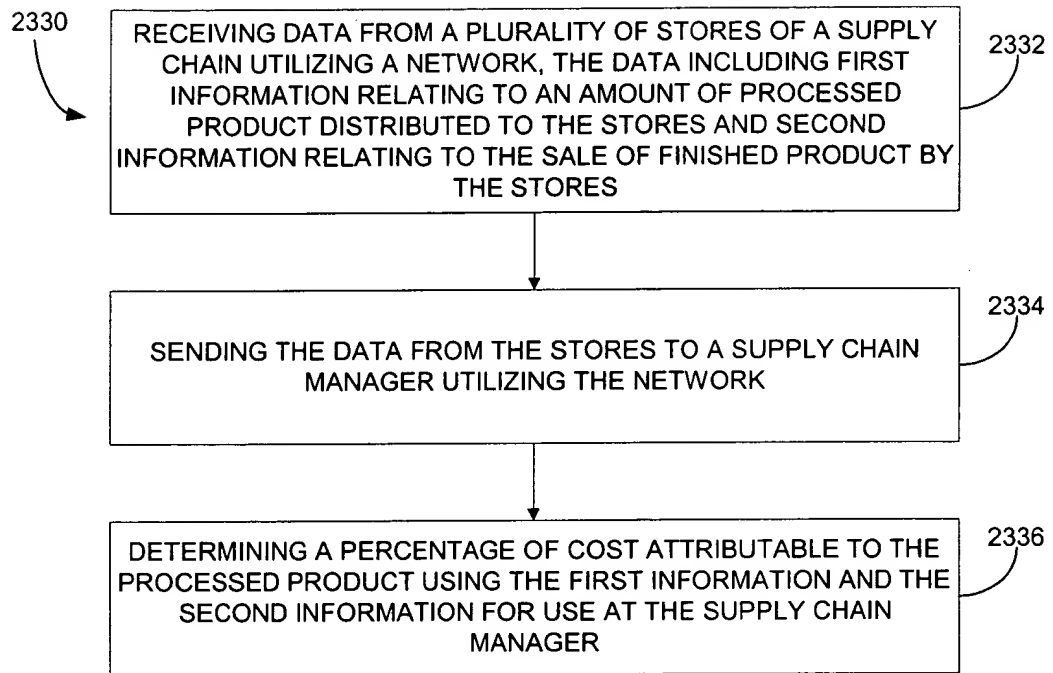 2330
RECEIVING DATA FROM A PLURALITY OF STORES OF A SUPPLY
CHAIN UTILIZING A NETWORK, THE DATA INCLUDING FIRST
INFORMATION RELATING TO AN AMOUNT OF PROCESSED
PRODUCT DISTRIBUTED TO THE STORES AND SECOND
INFORMATION RELATING TO THE SALE OF FINISHED PRODUCT BY
THE STORES
2332
SENDING THE DATA FROM THE STORES TO A SUPPLY CHAIN
MANAGER UTILIZING THE NETWORK
2334
DETERMINING A PERCENTAGE OF COST ATTRIBUTABLE TO THE
PROCESSED PRODUCT USING THE FIRST INFORMATION AND THE
SECOND INFORMATION FOR USE AT THE SUPPLY CHAIN
MANAGER
2336